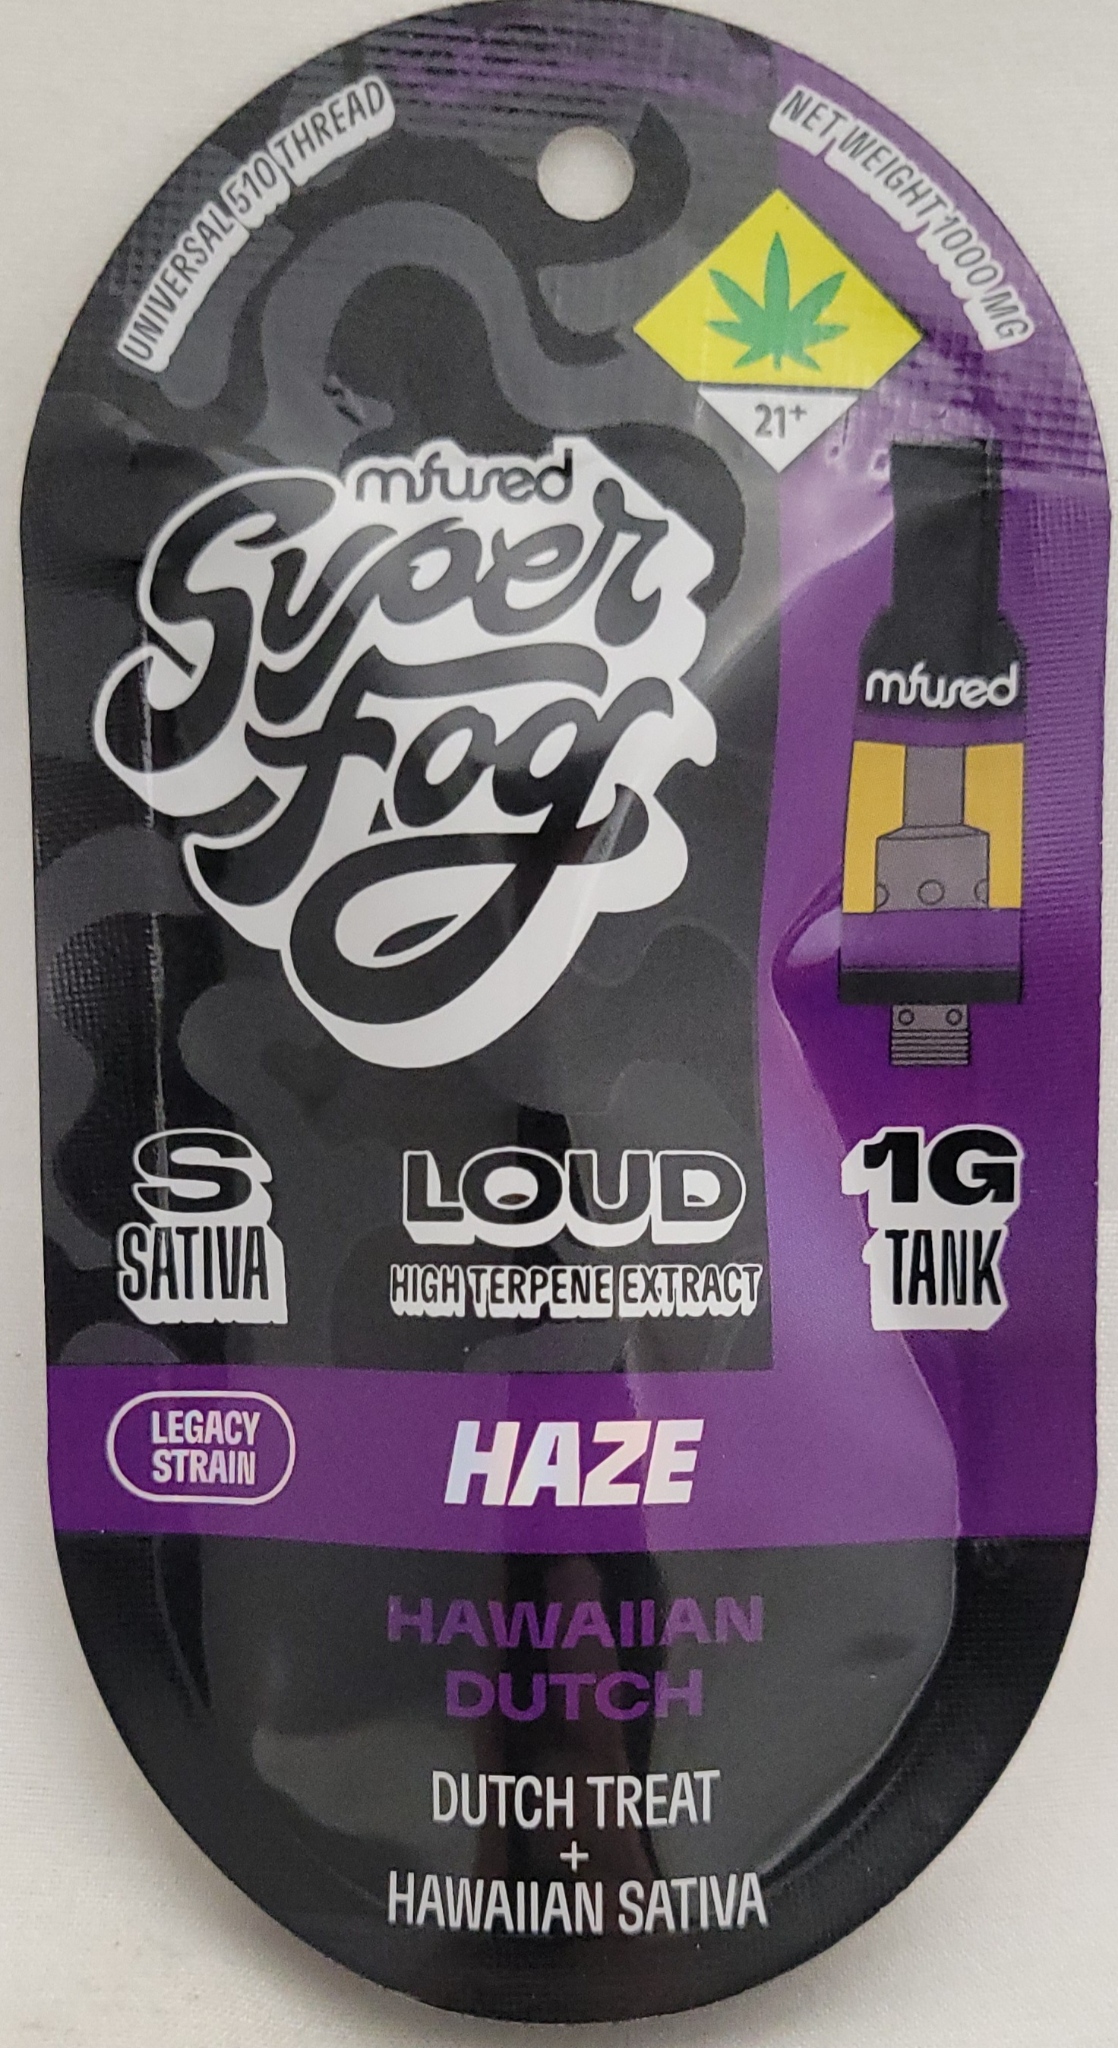 UNIVERSAL 510 THREAD
NET WEIGHT 1000 MG
21+
mfused
Super
Fog
mfused
S
SATIVA
LOUD
HIGH TERPENE EXTRACT
1G
TANK
LEGACY
STRAIN
HAZE
HAWAIIAN
DUTCH
DUTCH TREAT
+
HAWAIIAN SATIVA